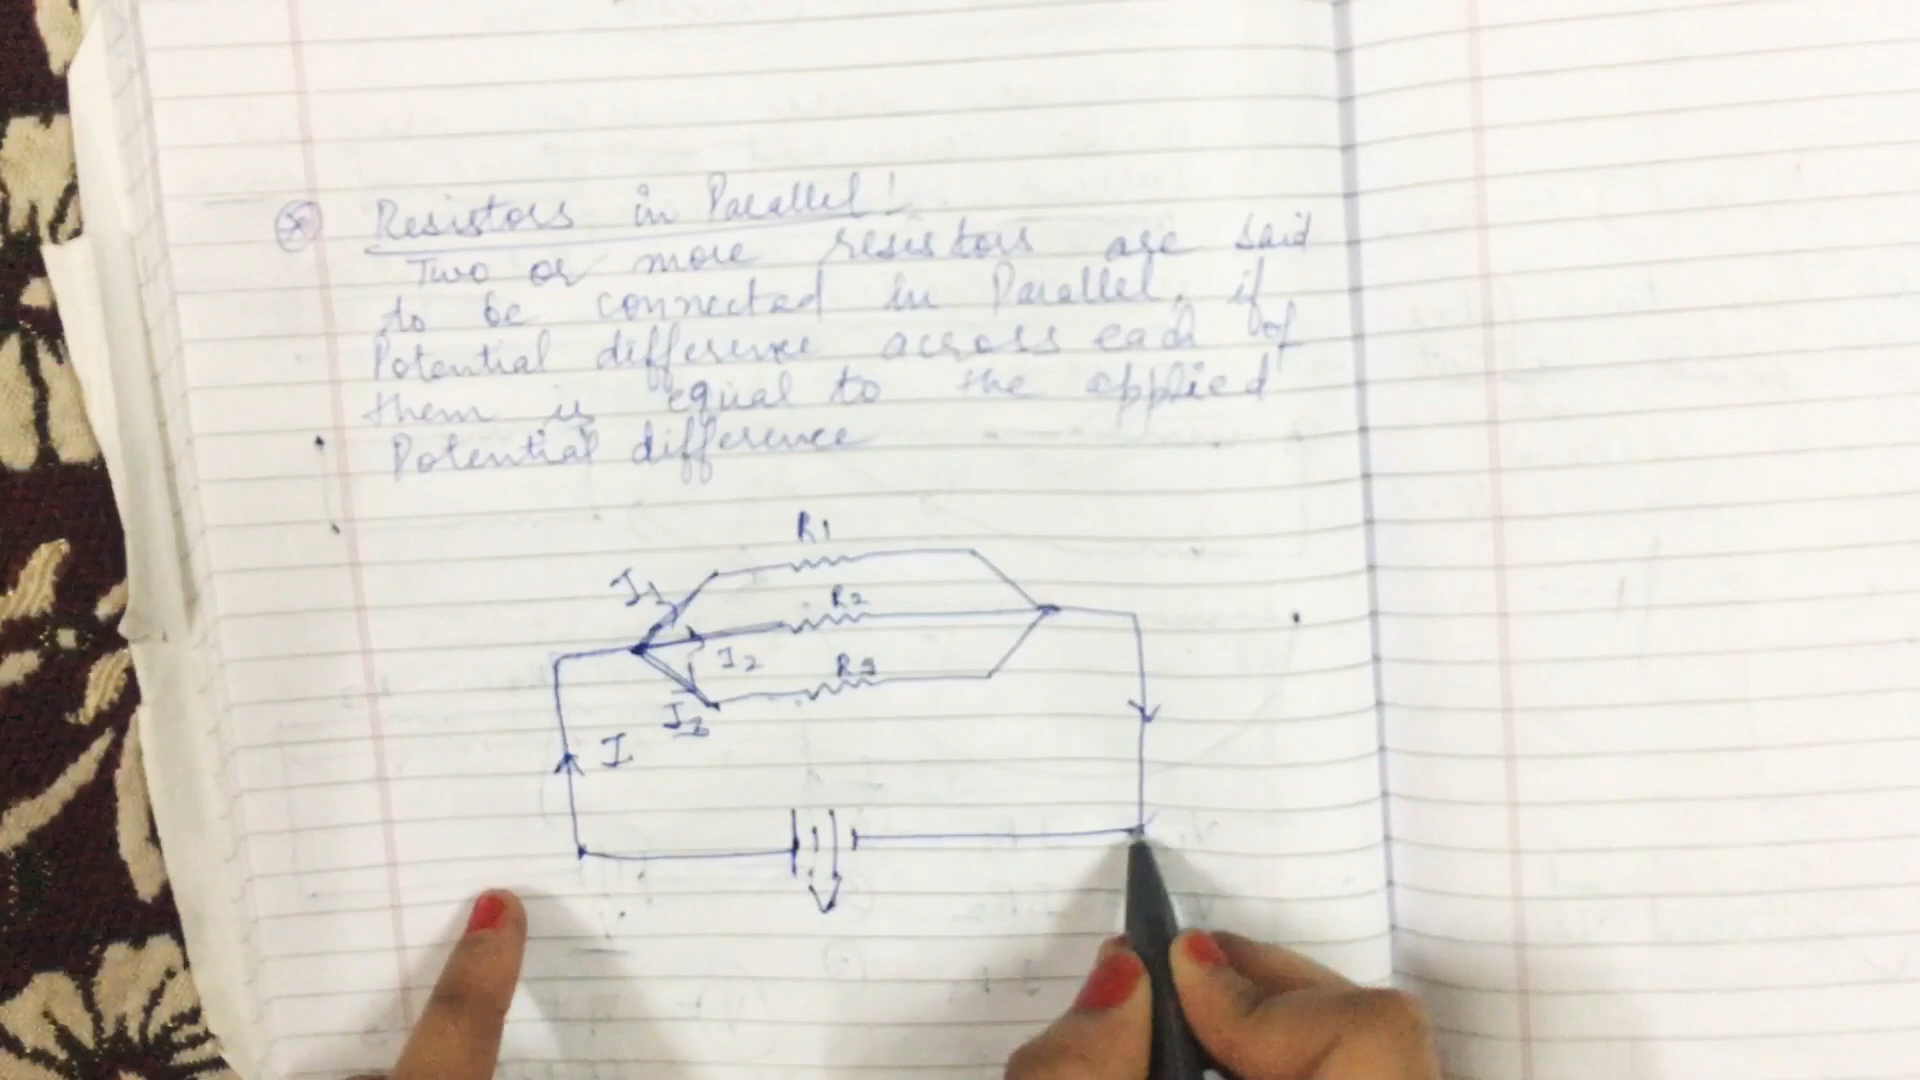 Resistors in Parallel!
Two or more resistors are said
to be connected in Parallel, if
Potential difference across each of
them is equal to the applied
Potential difference
R1
I1
R2
I2
R3
I3
I
V